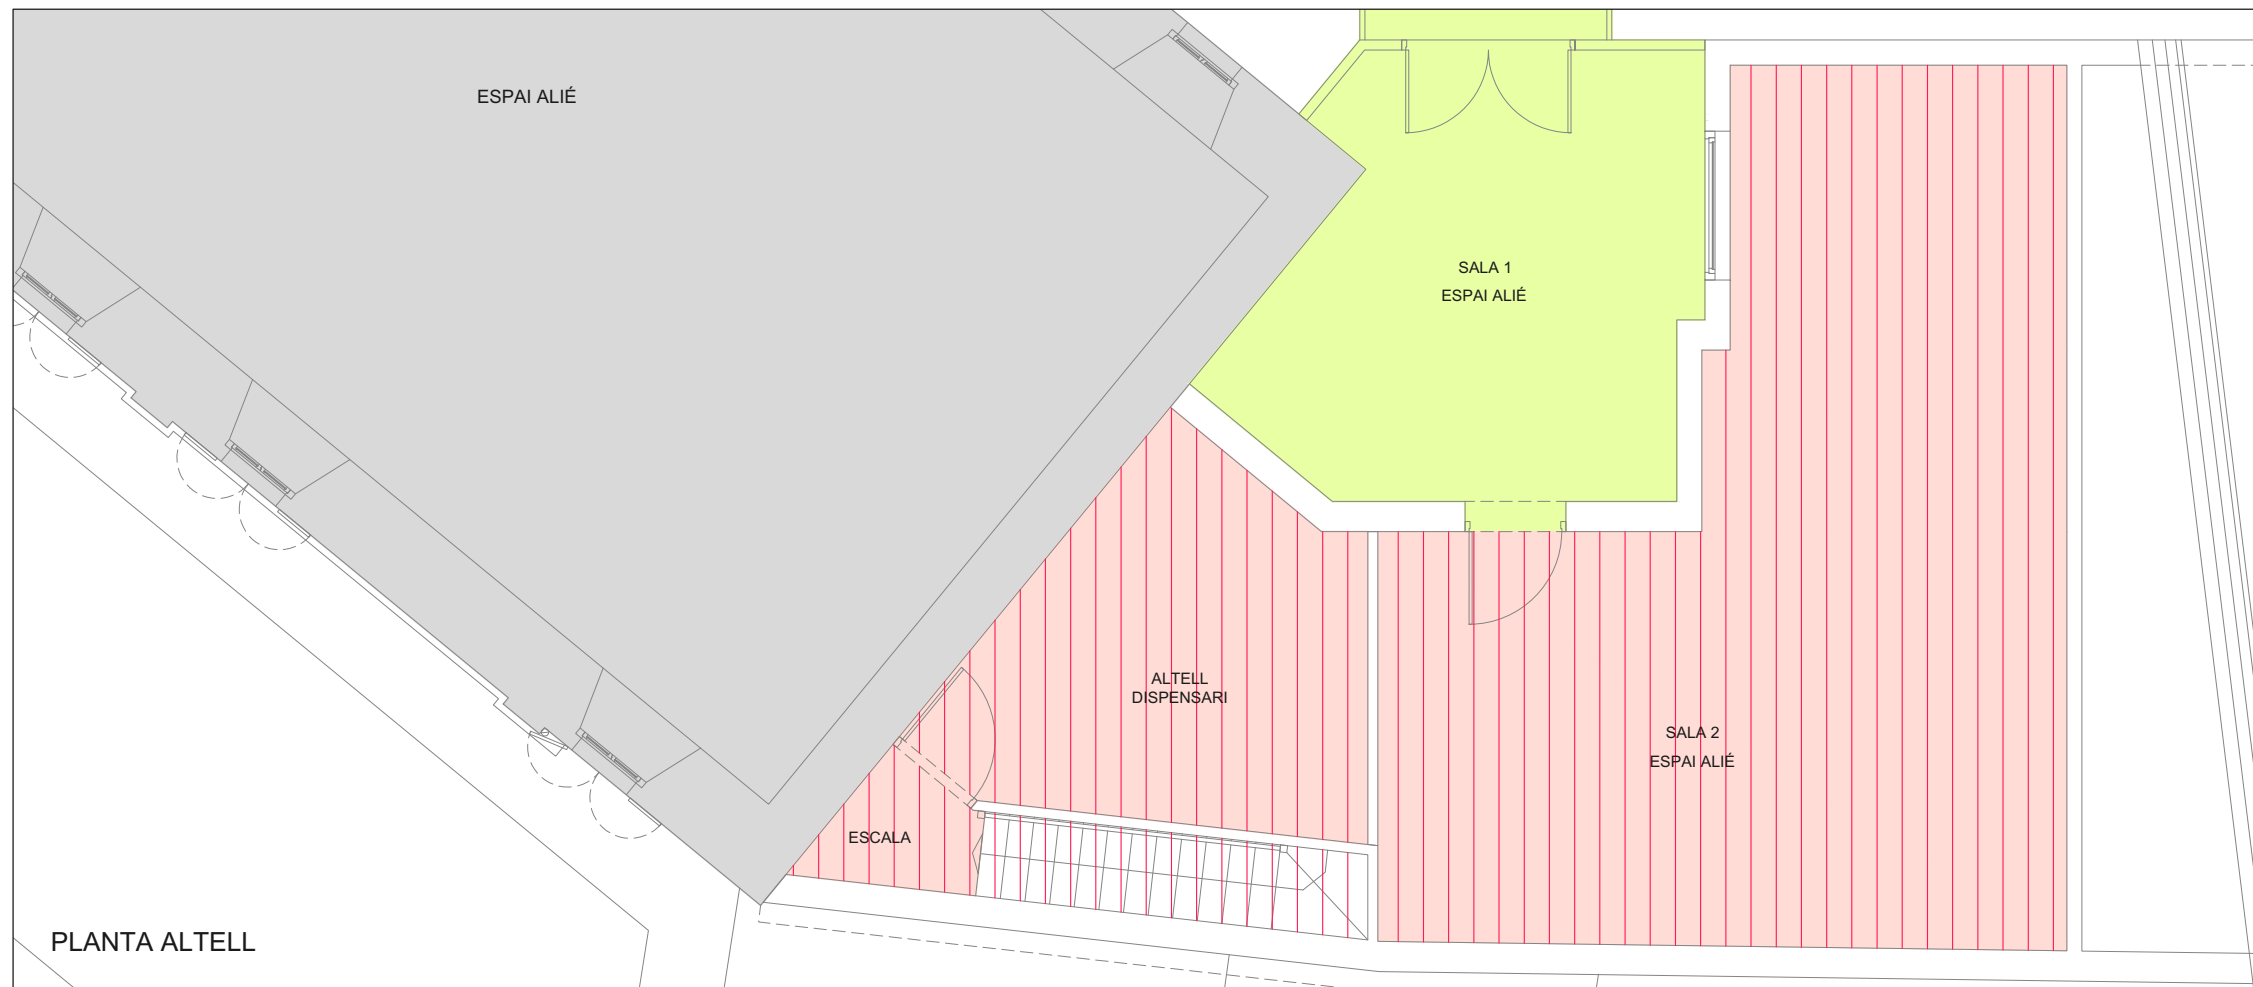 ESPAI ALIÉ
SALA 1
ESPAI ALIÉ
ALTELL
DISPENSARI
SALA 2
ESPAI ALIÉ
ESCALA
PLANTA ALTELL